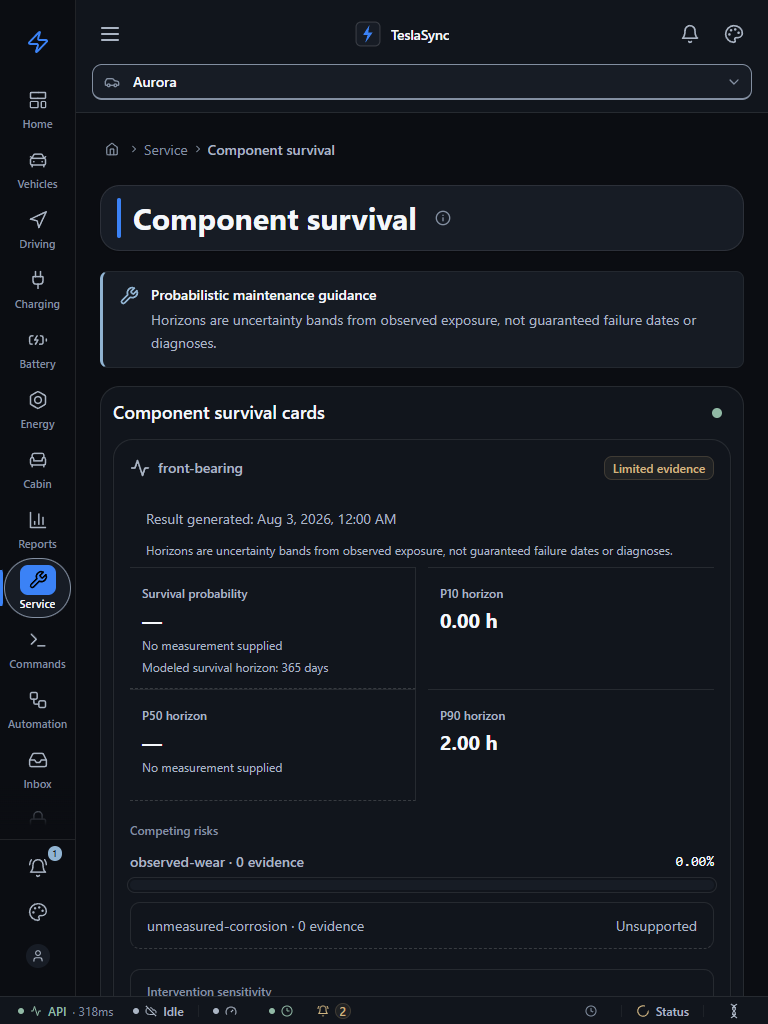 TeslaSync
Aurora
Home
Vehicles
Driving
Charging
Battery
Energy
Cabin
Reports
Service
Commands
Automation
Inbox
1
Service
Component survival
Component survival
Probabilistic maintenance guidance
Horizons are uncertainty bands from observed exposure, not guaranteed failure dates or
diagnoses.
Component survival cards
front-bearing
Limited evidence
Result generated: Aug 3, 2026, 12:00 AM
Horizons are uncertainty bands from observed exposure, not guaranteed failure dates or diagnoses.
Survival probability
—
No measurement supplied
Modeled survival horizon: 365 days
P10 horizon
0.00 h
P50 horizon
—
No measurement supplied
P90 horizon
2.00 h
Competing risks
observed-wear · 0 evidence 0.00%
unmeasured-corrosion · 0 evidence Unsupported
Intervention sensitivity
API · 318ms Idle 2 Status